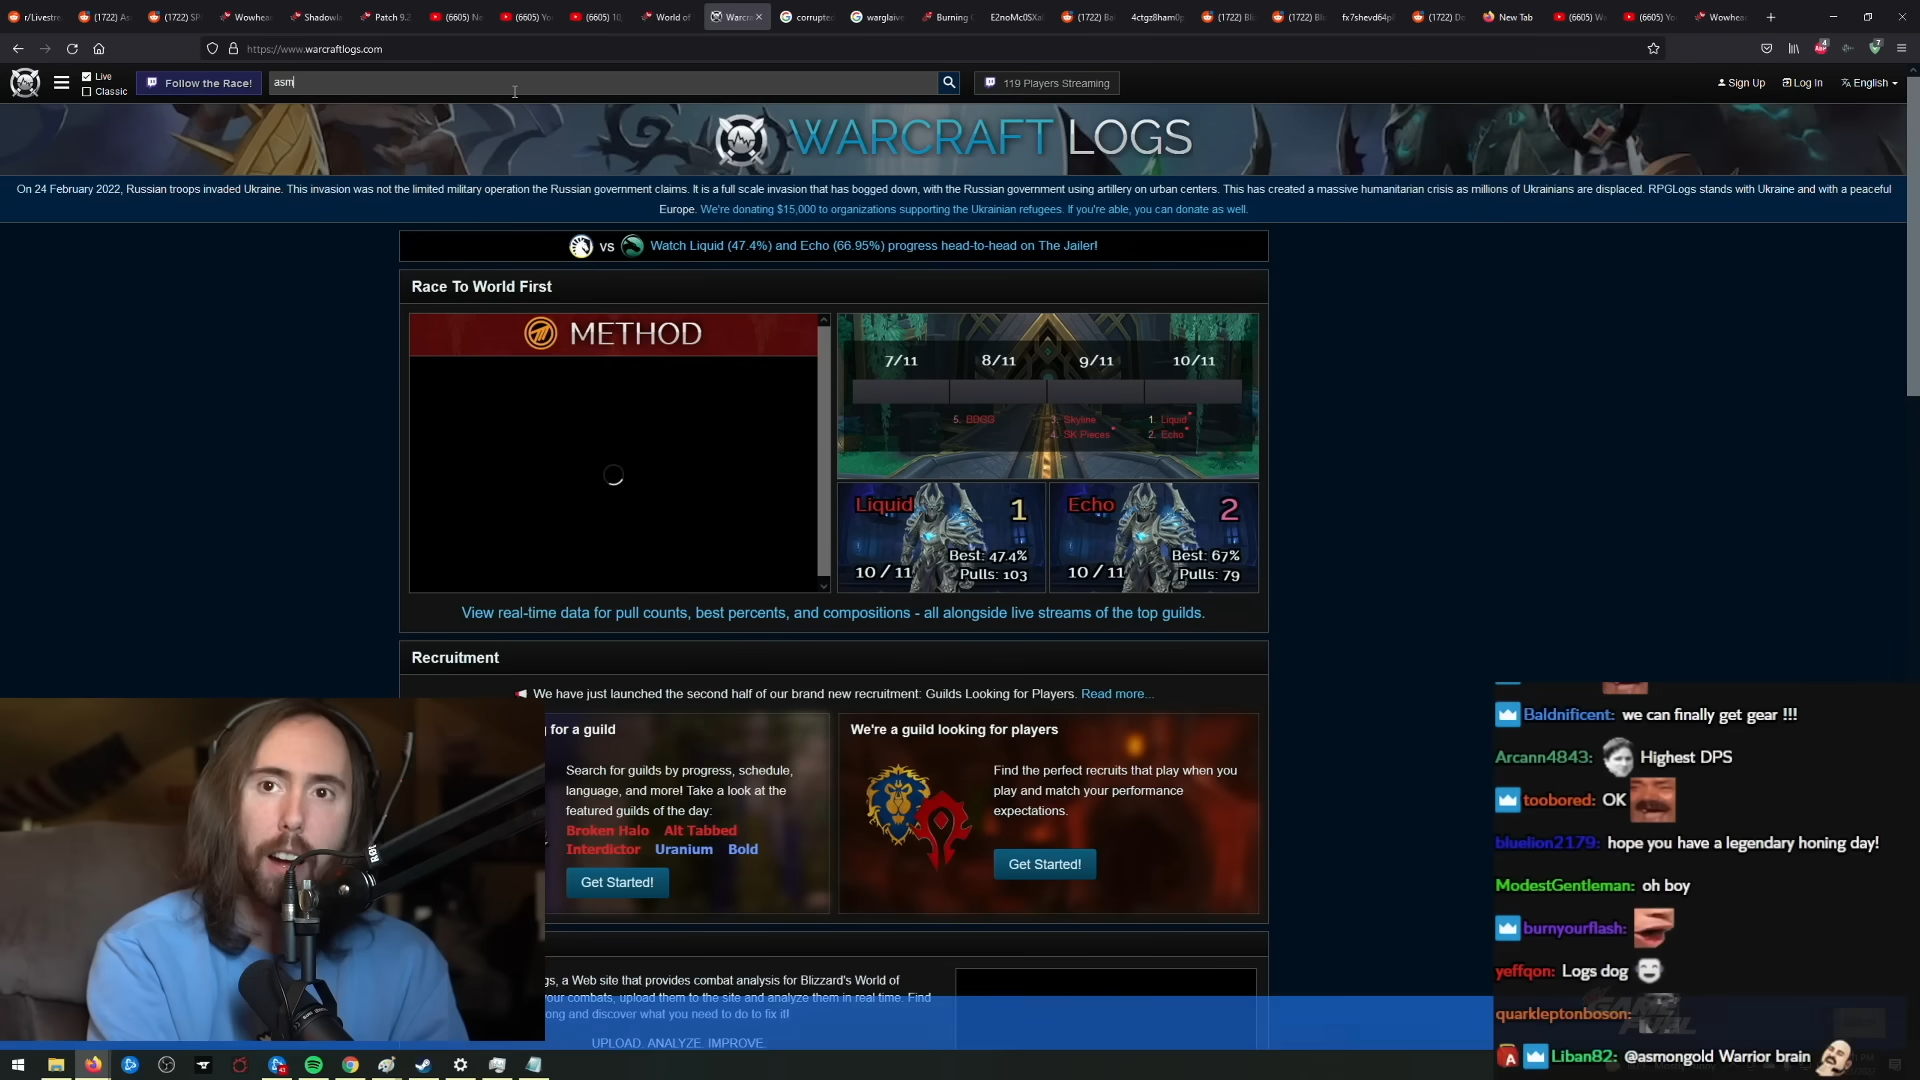 r/Livestre
(1722) As
(1722) SP
Wowhea
Shadowla
Patch 9.2
(6605) Ne
(6605) Yo
(6605) 10
World of
Warcra
corrupted
warglaive
Burning
E2noMc0SXaI
(1722) Bal
4ctgz8ham0p
(1722) Bl
(1722) Bl
fx7shevd64p
(1722) Do
New Tab
(6605) W
(6605) Yo
Wowhea
https://www.warcraftlogs.com
Live
Classic
Follow the Race!
asm
119 Players Streaming
Sign Up
Log In
English
WARCRAFT LOGS
On 24 February 2022, Russian troops invaded Ukraine. This invasion was not the limited military operation the Russian government claims. It is a full scale invasion that has bogged down, with the Russian government using artillery on urban centers. This has created a massive humanitarian crisis as millions of Ukrainians are displaced. RPGLogs stands with Ukraine and with a peaceful
Europe. We're donating $15,000 to organizations supporting the Ukrainian refugees. If you're able, you can donate as well.
vs Watch Liquid (47.4%) and Echo (66.95%) progress head-to-head on The Jailer!
Race To World First
METHOD
7/11 8/11 9/11 10/11
5. BDGG 3. Skyline 1. Liquid
4. SK Pieces 2. Echo
Liquid 1
Best: 47.4%
10/11 Pulls: 103
Echo 2
Best: 67%
10/11 Pulls: 79
View real-time data for pull counts, best percents, and compositions - all alongside live streams of the top guilds.
Recruitment
We have just launched the second half of our brand new recruitment: Guilds Looking for Players. Read more...
for a guild
Search for guilds by progress, schedule,
language, and more! Take a look at the
featured guilds of the day:
Broken Halo Alt Tabbed
Interdictor Uranium Bold
Get Started!
We're a guild looking for players
Find the perfect recruits that play when you
play and match your performance
expectations.
Get Started!
gs, a Web site that provides combat analysis for Blizzard's World of
your combats, upload them to the site and analyze them in real time. Find
ong and discover what you need to do to fix it!
UPLOAD. ANALYZE. IMPROVE.
Baldnificent: we can finally get gear !!!
Arcann4843: Highest DPS
toobored: OK
bluelion2179: hope you have a legendary honing day!
ModestGentleman: oh boy
burnyourflash:
yeffqon: Logs dog
quarkleptonboson:
GAME FUEL
Liban82: @asmongold Warrior brain